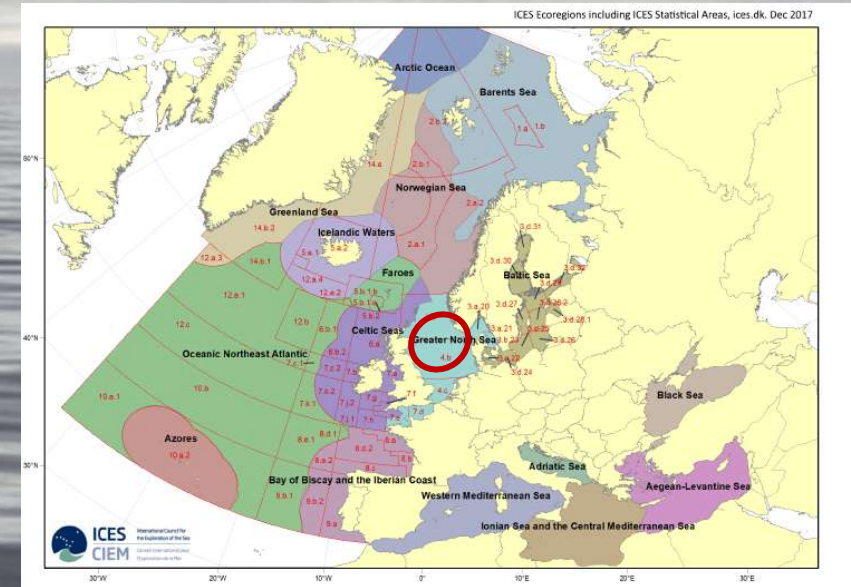 ICES Ecoregions including ICES Statistical Areas, ices.dk. Dec 2017
Arctic Ocean
Barents Sea
1.a
1.b
60°N
14.a
2.b.1
Norwegian Sea
2.a.2
Greenland Sea
14.b.2
Icelandic Waters
3.d.31
2.a.1
5.a.1
5.a.2
12.a.3
14.b.1
Faroes
3.d.30
Baltic Sea
3.d.32
12.a.4
3.d.29
12.a.1
12.a.2
5.b.1.b
5.b.1.a
3.a.20
3.d.27
3.d.28.2
5.b.2
3.d.28.1
12.c
12.b
6.b.1
Celtic Seas
3.a.21
3.d.25
40°N
6.a
Greater North Sea
3.b.23
3.d.26
Oceanic Northeast Atlantic
6.b.2
4.b
3.d.24
7.c.1
7.c.2
7.b
7.a
10.b
10.a.1
7.f
4.c
Black Sea
7.k.1
7.j.2
7.g
7.d
7.j.1
7.h
7.e
Azores
8.e.1
8.d.1
8.a
10.a.2
8.d.2
8.b
30°N
8.e.2
8.c
Adriatic Sea
Bay of Biscay and the Iberian Coast
Aegean-Levantine Sea
9.b.1
9.b.2
Western Mediterranean Sea
9.a
Ionian Sea and the Central Mediterranean Sea
ICES
CIEM
International Council for
the Exploration of the Sea
Conseil International pour
l'Exploration de la Mer
30°W
20°W
10°W
0°
10°E
20°E
30°E